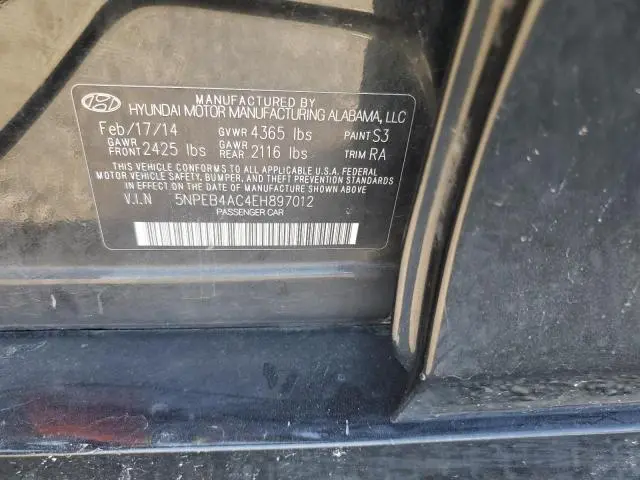 MANUFACTURED BY
HYUNDAI MOTOR MANUFACTURING ALABAMA, LLC
Feb/17/14 GVWR 4365 lbs PAINT S3
GAWR FRONT 2425 lbs GAWR REAR 2116 lbs TRIM RA
THIS VEHICLE CONFORMS TO ALL APPLICABLE U.S.A. FEDERAL
MOTOR VEHICLE SAFETY, BUMPER, AND THEFT PREVENTION STANDARDS
IN EFFECT ON THE DATE OF MANUFACTURE SHOWN ABOVE.
V.I.N 5NPEB4AC4EH897012
PASSENGER CAR